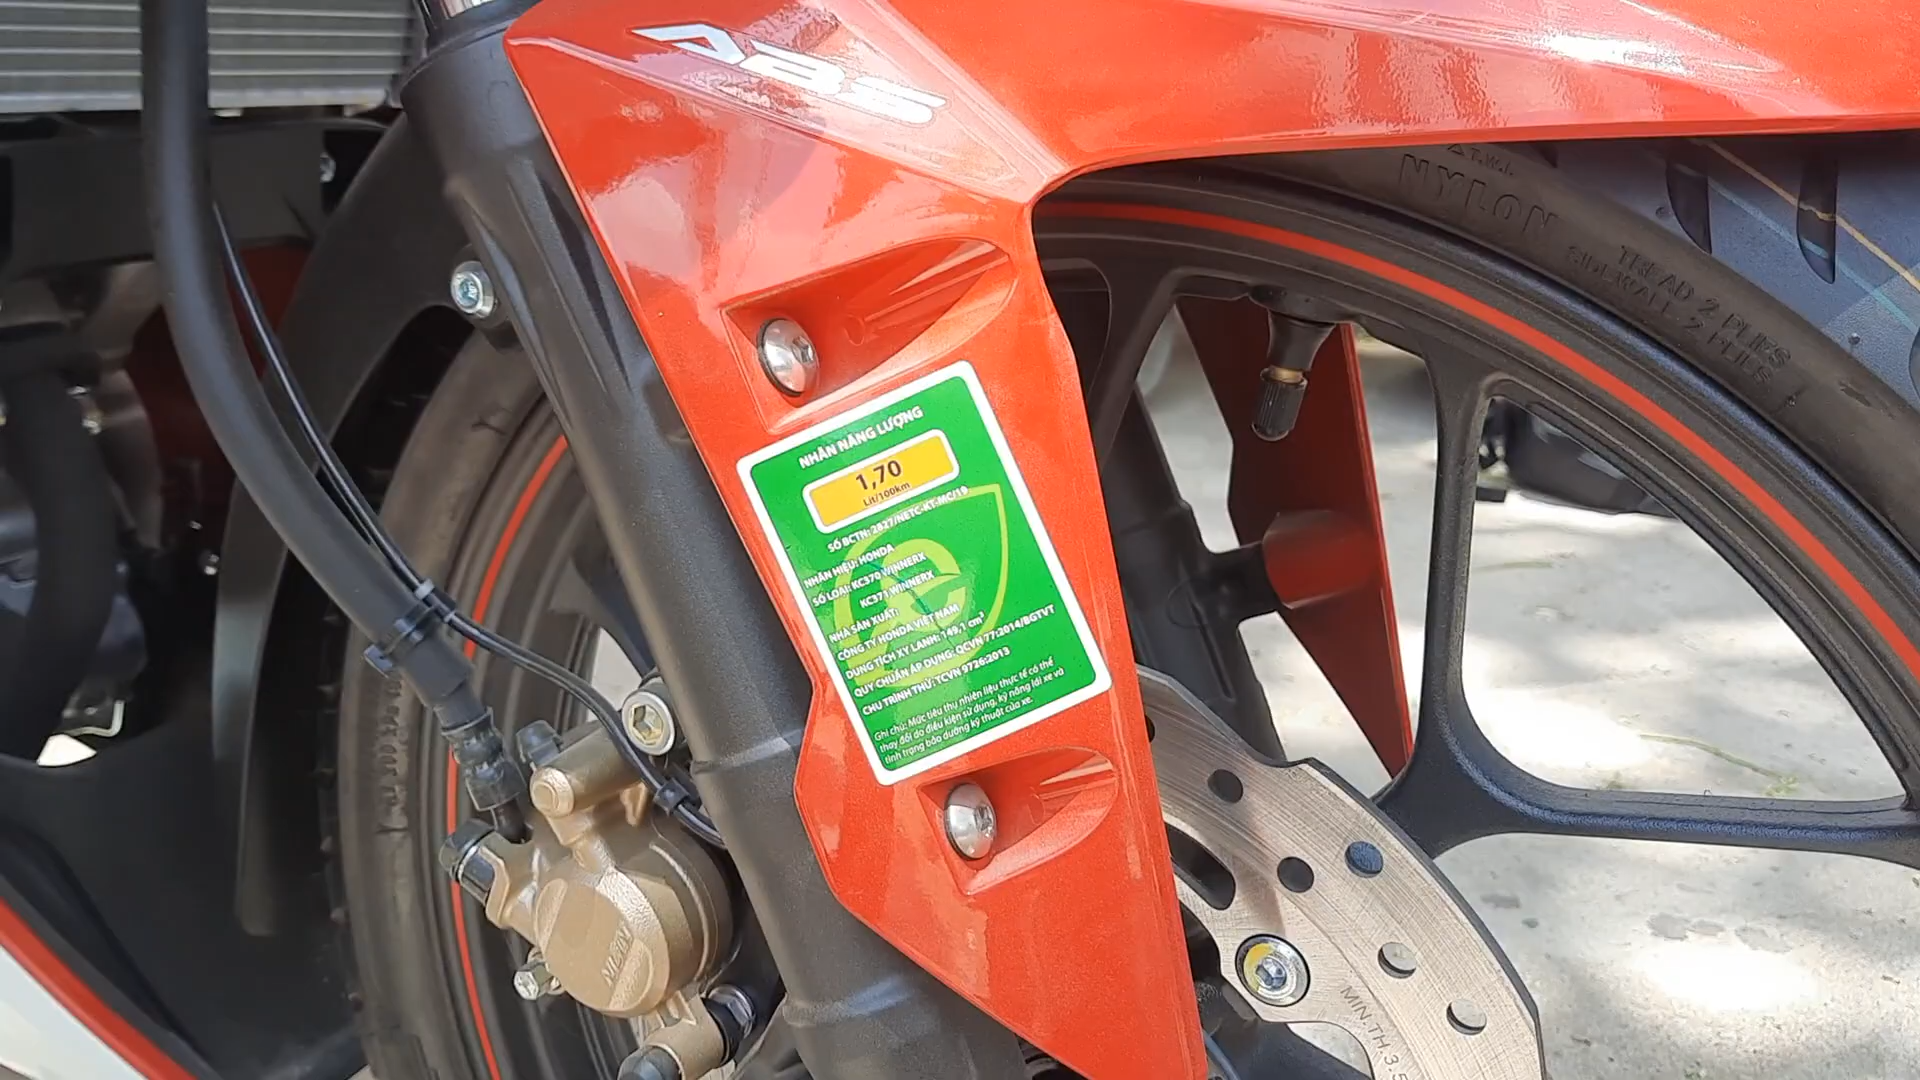 ABS
T.W.I.
NYLON
TREAD 2 PLIES
SIDEWALL 2 PLIES
NHÃN NĂNG LƯỢNG
1,70
Lít/100km
SỐ BCTN: 2827/NETC-KT-MC/19
NHÃN HIỆU: HONDA
SỐ LOẠI: KC370 WINNERX
KC371 WINNERX
NHÀ SẢN XUẤT:
CÔNG TY HONDA VIỆT NAM
DUNG TÍCH XY LANH: 149,1 cm³
QUY CHUẨN ÁP DỤNG: QCVN 77:2014/BGTVT
CHU TRÌNH THỬ: TCVN 9726:2013
Ghi chú: Mức tiêu thụ nhiên liệu thực tế có thể
thay đổi do điều kiện sử dụng, kỹ năng lái xe và
tình trạng bảo dưỡng kỹ thuật của xe.
NISSIN
MIN.TH.3.5